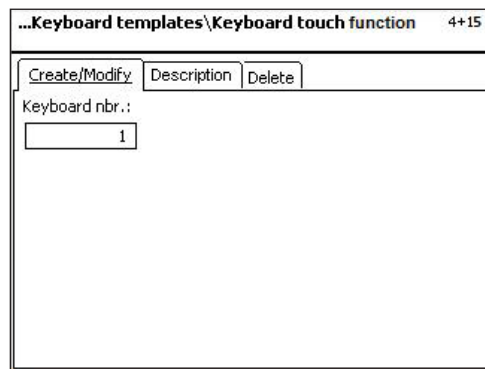 ...Keyboard templates\Keyboard touch function 4+15
Create/Modify Description Delete
Keyboard nbr.:
1